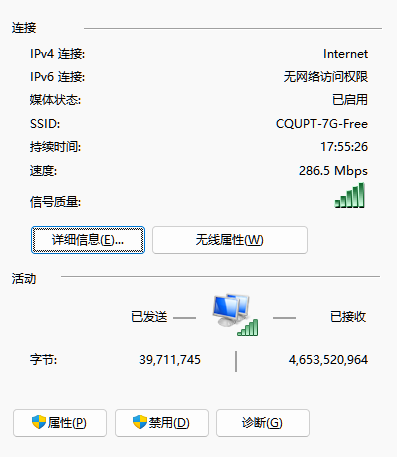 连接
IPv4 连接: Internet
IPv6 连接: 无网络访问权限
媒体状态: 已启用
SSID: CQUPT-7G-Free
持续时间: 17:55:26
速度: 286.5 Mbps
信号质量:
详细信息(E)... 无线属性(W)
活动
已发送 已接收
字节: 39,711,745 4,653,520,964
属性(P) 禁用(D) 诊断(G)